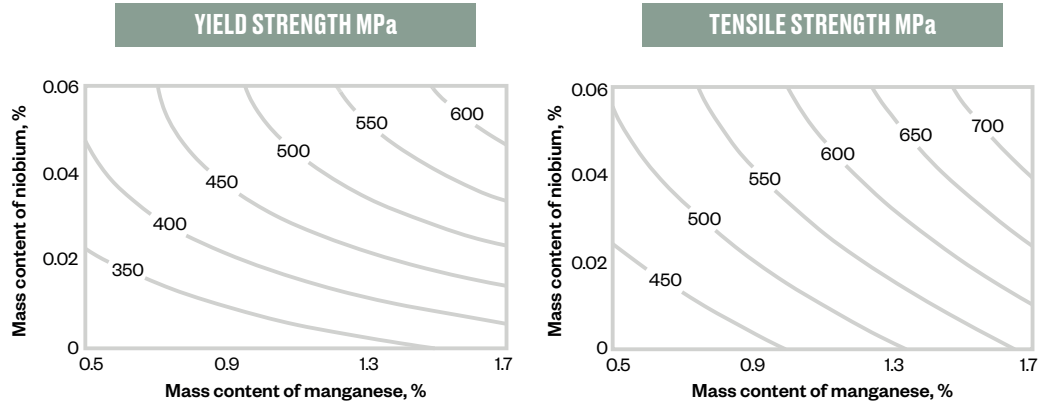 YIELD STRENGTH MPa
Mass content of niobium, %
0.06
0.04
0.02
0
600
550
500
450
400
350
0.5 0.9 1.3 1.7
Mass content of manganese, %
TENSILE STRENGTH MPa
Mass content of niobium, %
0.06
0.04
0.02
0
700
650
600
550
500
450
0.5 0.9 1.3 1.7
Mass content of manganese, %